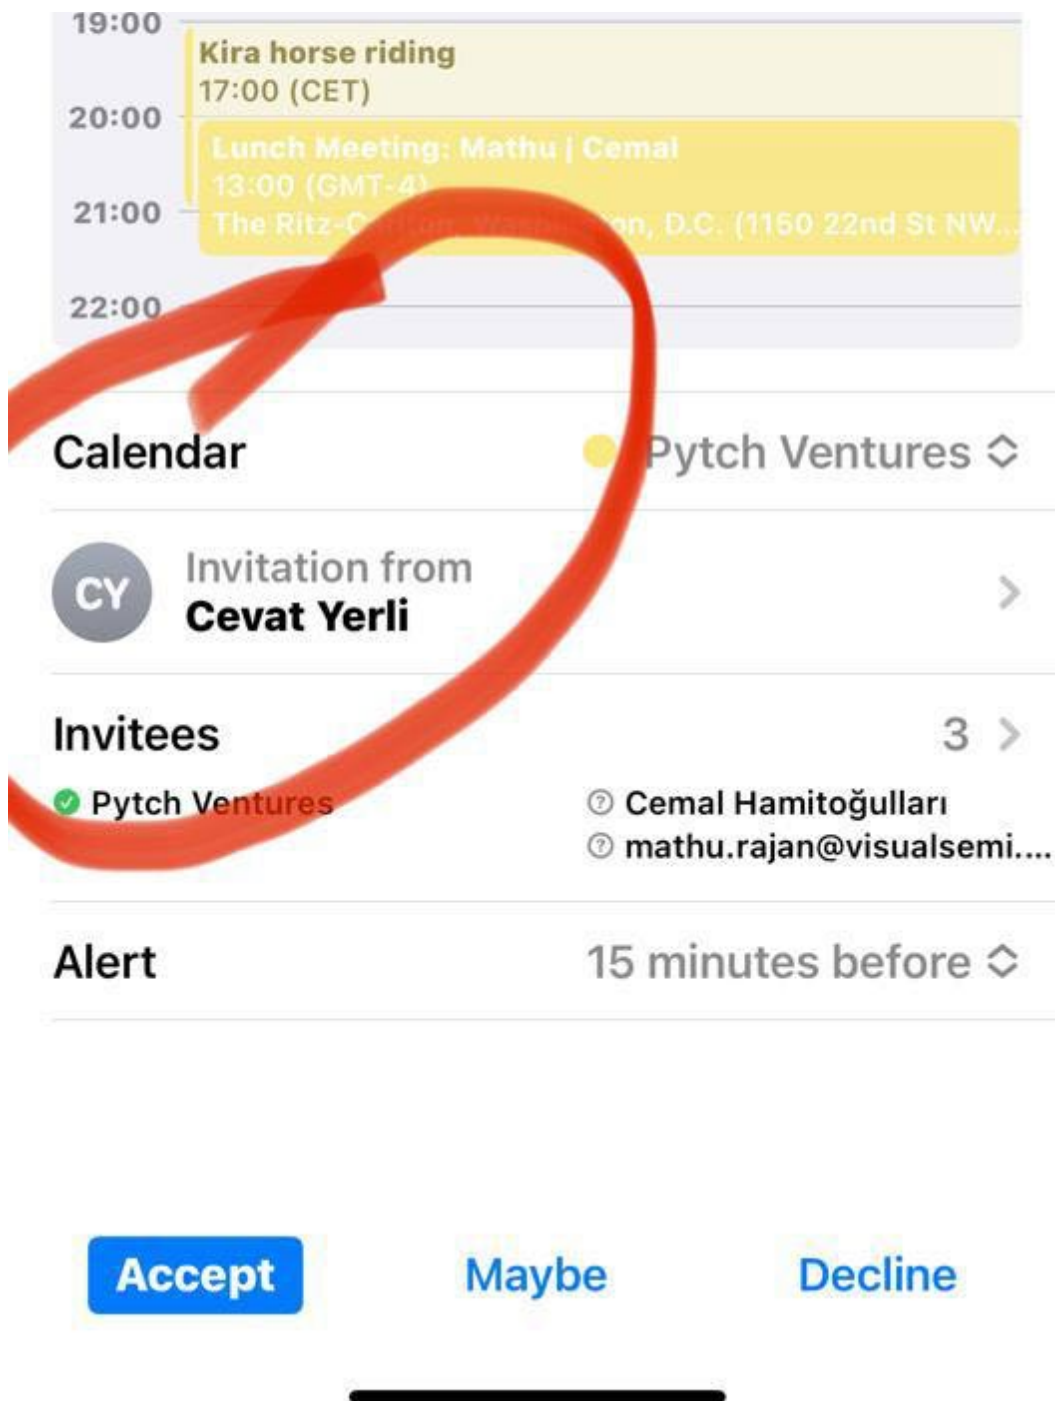 19:00
Kira horse riding
17:00 (CET)
20:00
Lunch Meeting: Mathu | Cemal
13:00 (GMT-4)
21:00
The Ritz-Carlton, Washington, D.C. (1150 22nd St NW...
22:00
Calendar
Pytch Ventures
CY
Invitation from
Cevat Yerli
Invitees
3
Pytch Ventures
Cemal Hamitoğulları
mathu.rajan@visualsemi....
Alert
15 minutes before
Accept
Maybe
Decline